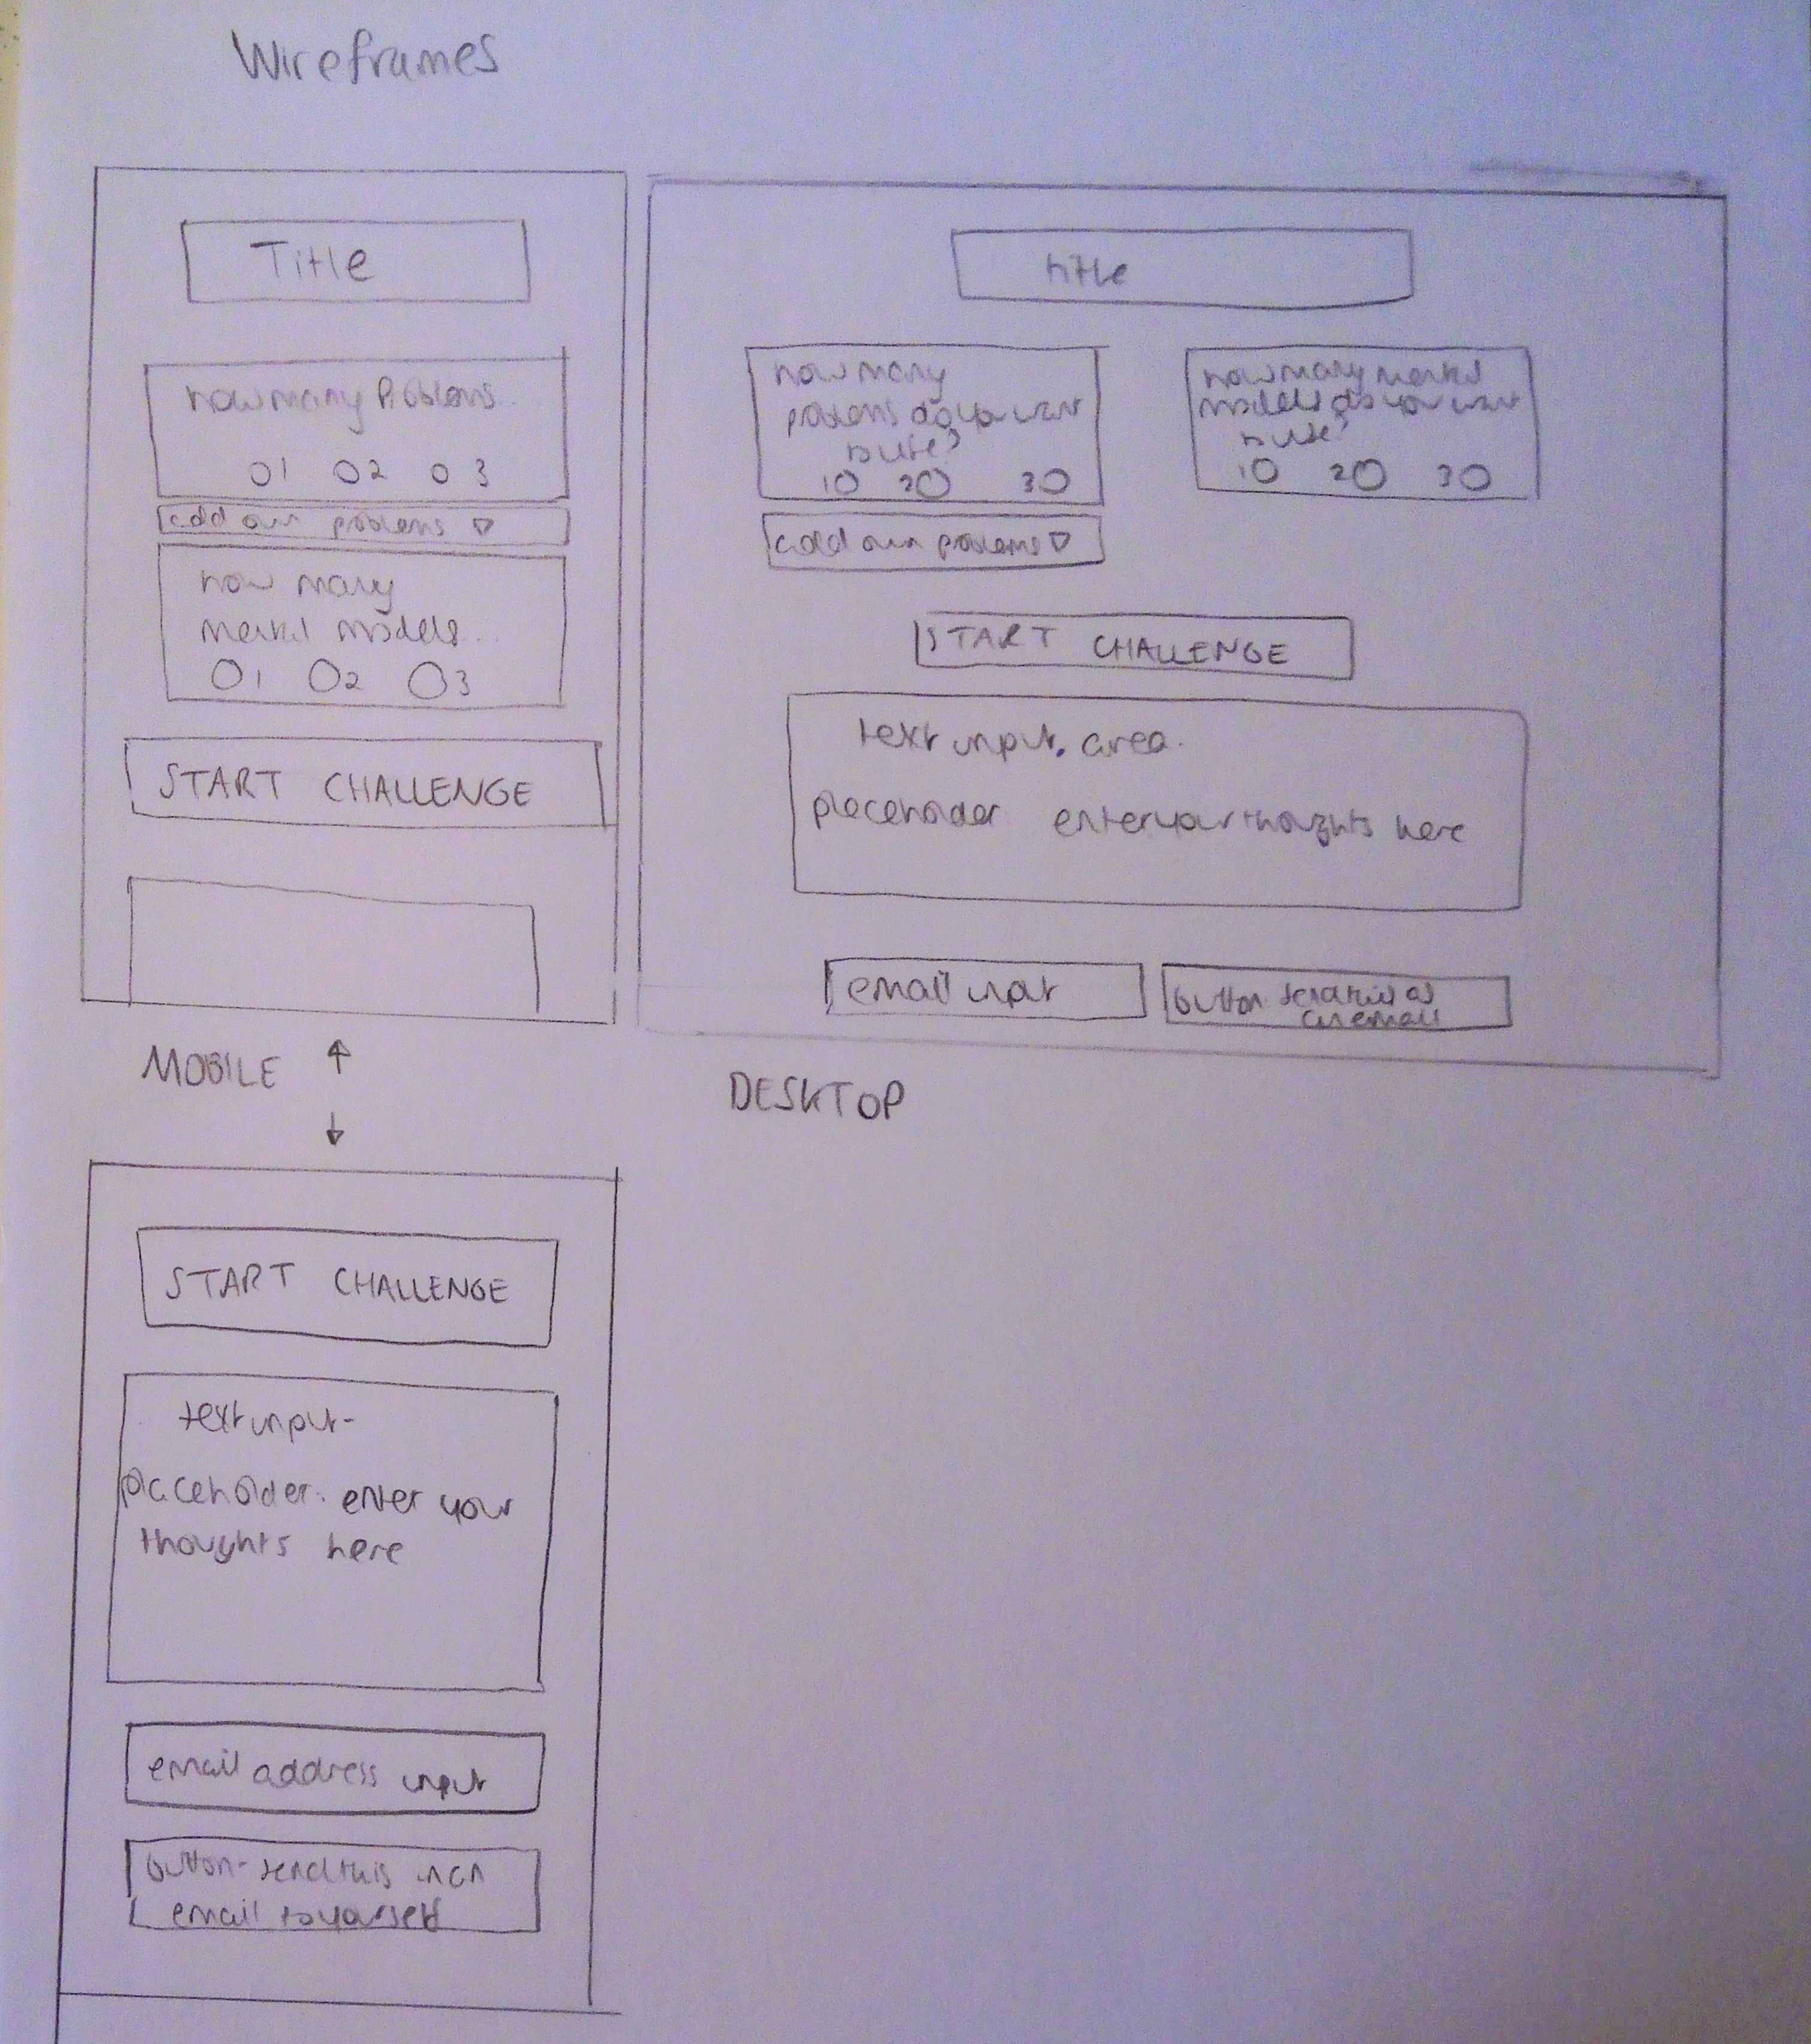 Wireframes
Title
how many Problems..
O1 O2 O 3
add own problems ▽
how many
mental models..
O1 O2 O3
START CHALLENGE
MOBILE ↑
↓
START CHALLENGE
text input-
placeholder: enter your
thoughts here
email address input
button- send this in an
email to yourself
title
how many
problems do you want
to use?
1O 2O 3O
add own problems ▽
how many mental
models do you want
to use?
1O 2O 3O
START CHALLENGE
text input. area.
placeholder enter your thoughts here
email input
button. send this as
an email
DESKTOP